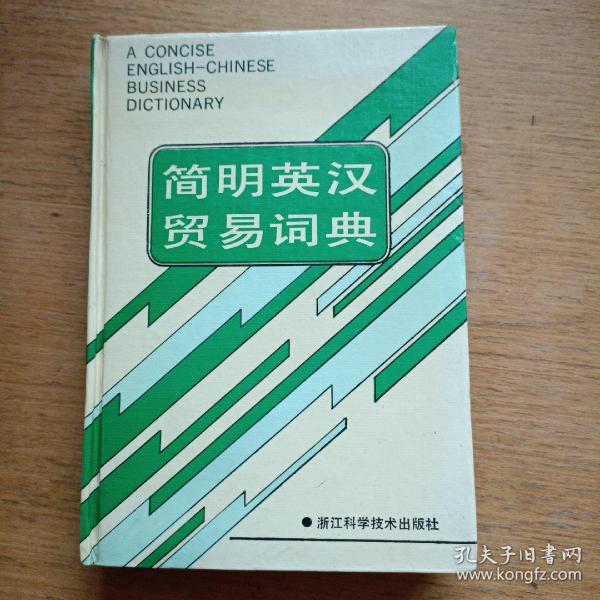 A CONCISE
ENGLISH-CHINESE
BUSINESS
DICTIONARY
简明英汉
贸易词典
浙江科学技术出版社
孔夫子旧书网
www.kongfz.com